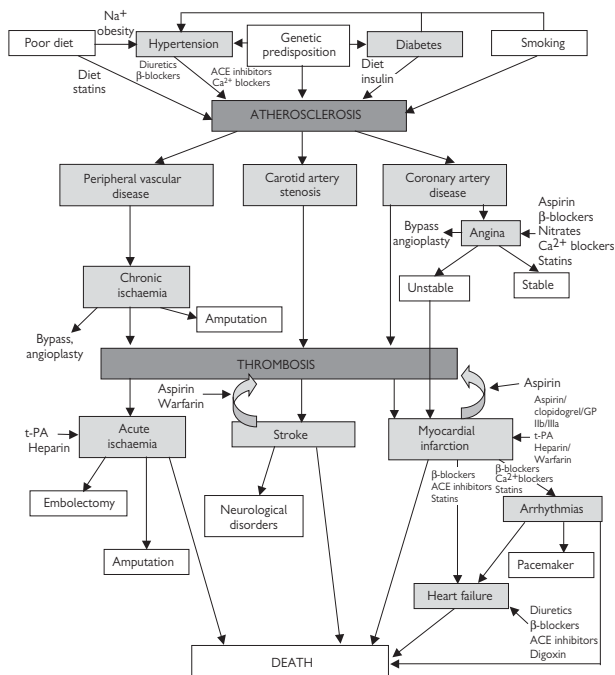 Na+
obesity
Poor diet
Hypertension
Genetic
predisposition
Diabetes
Smoking
Diet
statins
Diuretics
β-blockers
ACE inhibitors
Ca2+ blockers
Diet
insulin
ATHEROSCLEROSIS
Peripheral vascular
disease
Carotid artery
stenosis
Coronary artery
disease
Bypass
angioplasty
Angina
Aspirin
β-blockers
Nitrates
Ca2+ blockers
Statins
Chronic
ischaemia
Unstable
Stable
Amputation
Bypass,
angioplasty
THROMBOSIS
Aspirin
Warfarin
Aspirin
t-PA
Heparin
Acute
ischaemia
Stroke
Myocardial
infarction
Aspirin/
clopidogrel/GP
IIb/IIIa
t-PA
Heparin/
Warfarin
β-blockers
ACE inhibitors
Statins
β-blockers
Ca2+blockers
Statins
Embolectomy
Neurological
disorders
Arrhythmias
Amputation
Pacemaker
Heart failure
Diuretics
β-blockers
ACE inhibitors
Digoxin
DEATH